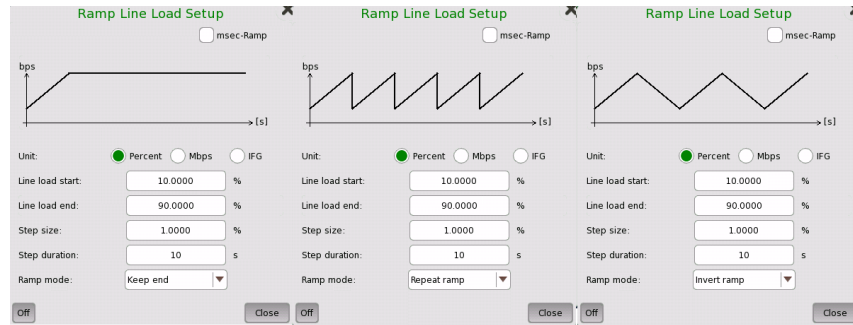 Ramp Line Load Setup
msec-Ramp
bps
[s]
Unit: Percent Mbps IFG
Line load start: 10.0000 %
Line load end: 90.0000 %
Step size: 1.0000 %
Step duration: 10 s
Ramp mode: Keep end
Off Close
Ramp Line Load Setup
msec-Ramp
bps
[s]
Unit: Percent Mbps IFG
Line load start: 10.0000 %
Line load end: 90.0000 %
Step size: 1.0000 %
Step duration: 10 s
Ramp mode: Repeat ramp
Off Close
Ramp Line Load Setup
msec-Ramp
bps
[s]
Unit: Percent Mbps IFG
Line load start: 10.0000 %
Line load end: 90.0000 %
Step size: 1.0000 %
Step duration: 10 s
Ramp mode: Invert ramp
Off Close